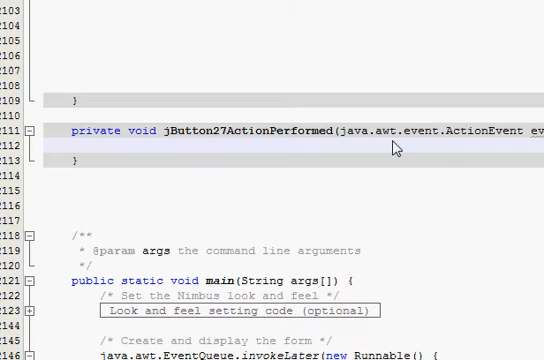 2103
2104
2105
2106
2107
2108
2109 }
2110
2111 private void jButton27ActionPerformed(java.awt.event.ActionEvent ev
2112
2113 }
2114
2115
2116
2117
2118 /**
2119 * @param args the command line arguments
2120 */
2121 public static void main(String args[]) {
2122 /* Set the Nimbus look and feel */
2123 Look and feel setting code (optional)
2144
2145 /* Create and display the form */
2146 java.awt.EventQueue.invokeLater(new Runnable() {